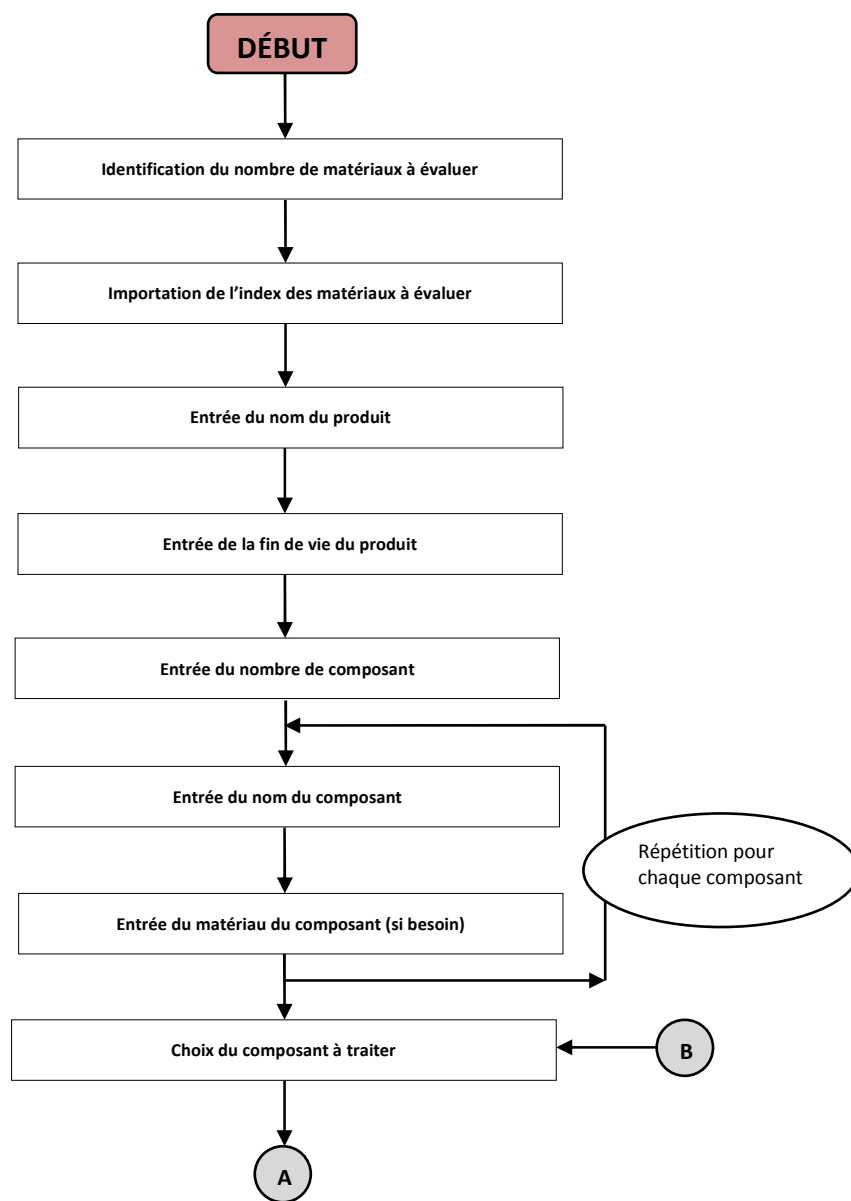 DÉBUT
Identification du nombre de matériaux à évaluer
Importation de l'index des matériaux à évaluer
Entrée du nom du produit
Entrée de la fin de vie du produit
Entrée du nombre de composant
Entrée du nom du composant
Répétition pour
chaque composant
Entrée du matériau du composant (si besoin)
Choix du composant à traiter
B
A